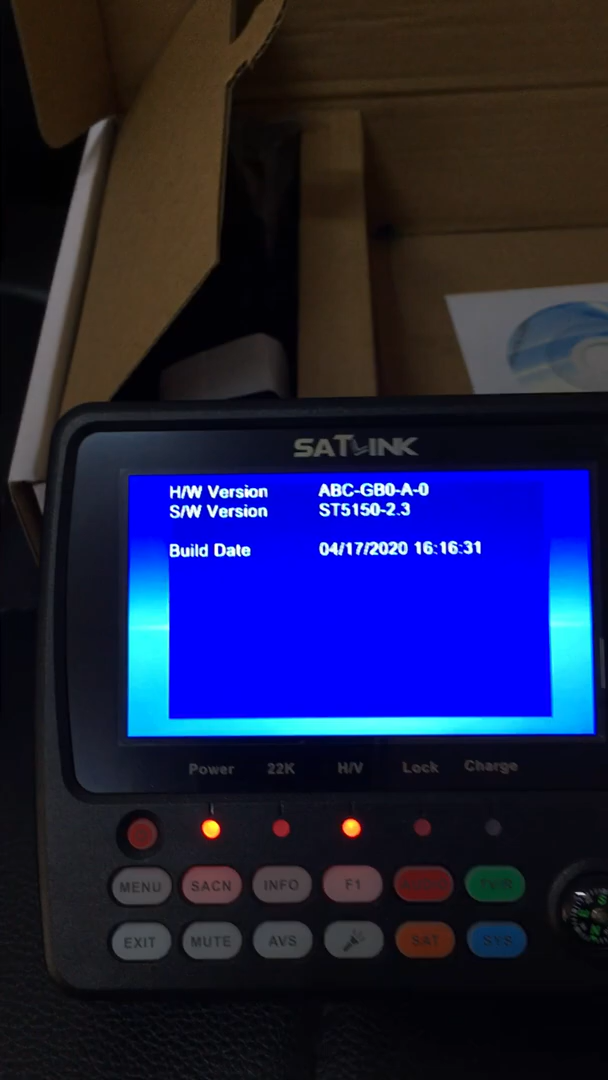 SATLINK
H/W Version ABC-GB0-A-0
S/W Version ST5150-2.3
Build Date 04/17/2020 16:16:31
Power 22K H/V Lock Charge
MENU SACN INFO F1
EXIT MUTE AVS SAT SYS